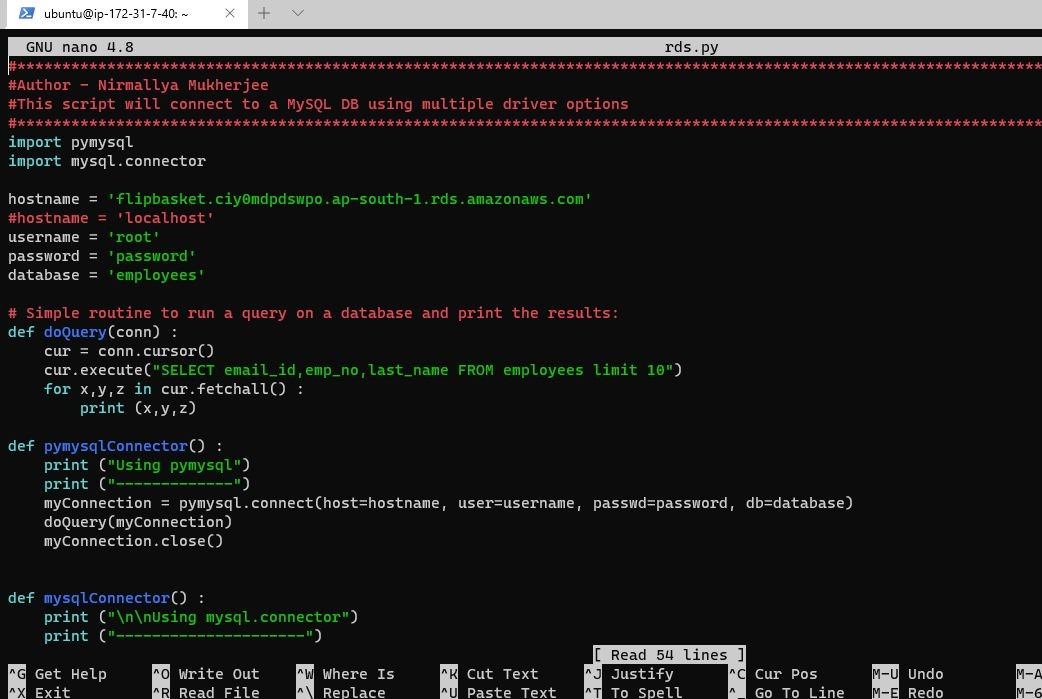 ubuntu@ip-172-31-7-40: ~
GNU nano 4.8 rds.py
#*******************************************************************************************************************
#Author - Nirmallya Mukherjee
#This script will connect to a MySQL DB using multiple driver options
#*******************************************************************************************************************
import pymysql
import mysql.connector
hostname = 'flipbasket.ciy0mdpdswpo.ap-south-1.rds.amazonaws.com'
#hostname = 'localhost'
username = 'root'
password = 'password'
database = 'employees'
# Simple routine to run a query on a database and print the results:
def doQuery(conn) :
    cur = conn.cursor()
    cur.execute("SELECT email_id,emp_no,last_name FROM employees limit 10")
    for x,y,z in cur.fetchall() :
        print (x,y,z)
def pymysqlConnector() :
    print ("Using pymysql")
    print ("-------------")
    myConnection = pymysql.connect(host=hostname, user=username, passwd=password, db=database)
    doQuery(myConnection)
    myConnection.close()
def mysqlConnector() :
    print ("\n\nUsing mysql.connector")
    print ("---------------------")
[ Read 54 lines ]
^G Get Help ^O Write Out ^W Where Is ^K Cut Text ^J Justify ^C Cur Pos M-U Undo M-A
^X Exit ^R Read File ^\ Replace ^U Paste Text ^T To Spell ^_ Go To Line M-E Redo M-6